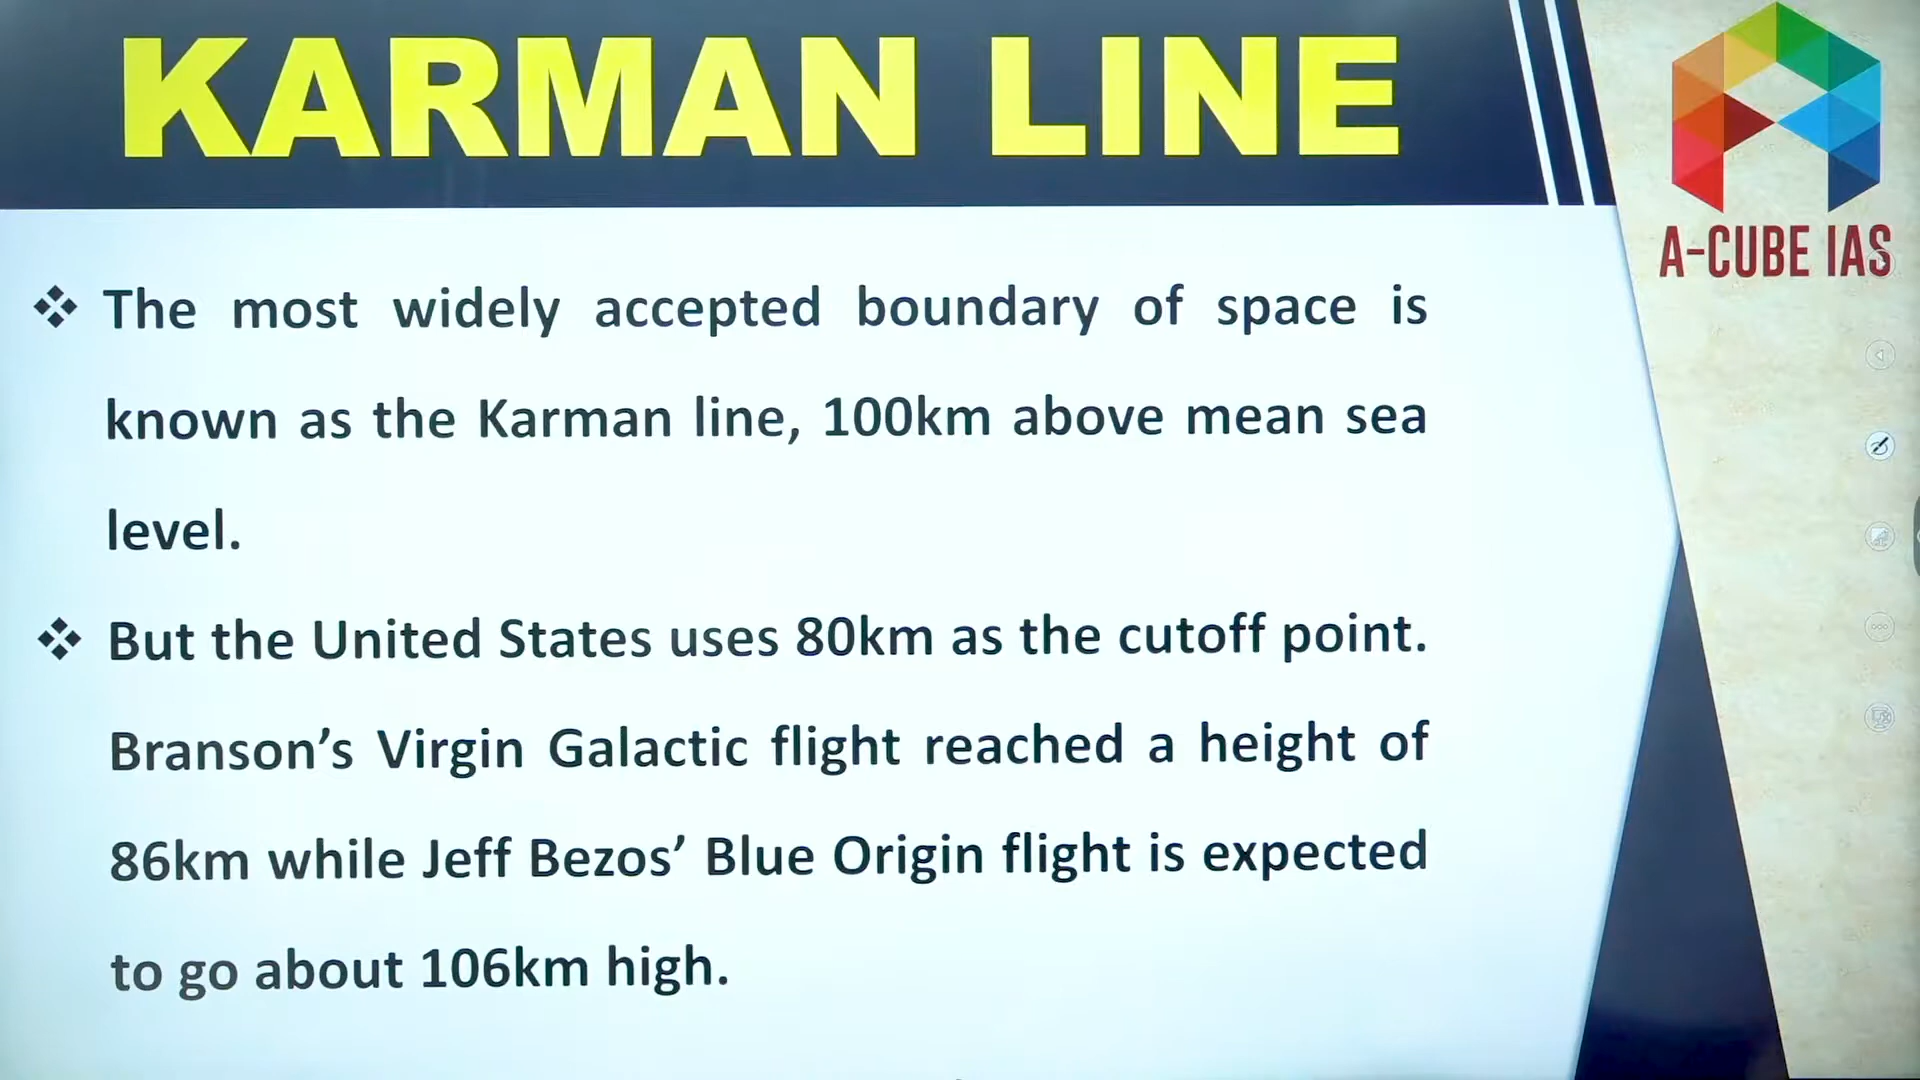 KARMAN LINE
A-CUBE IAS
❖ The most widely accepted boundary of space is
known as the Karman line, 100km above mean sea
level.
❖ But the United States uses 80km as the cutoff point.
Branson’s Virgin Galactic flight reached a height of
86km while Jeff Bezos’ Blue Origin flight is expected
to go about 106km high.